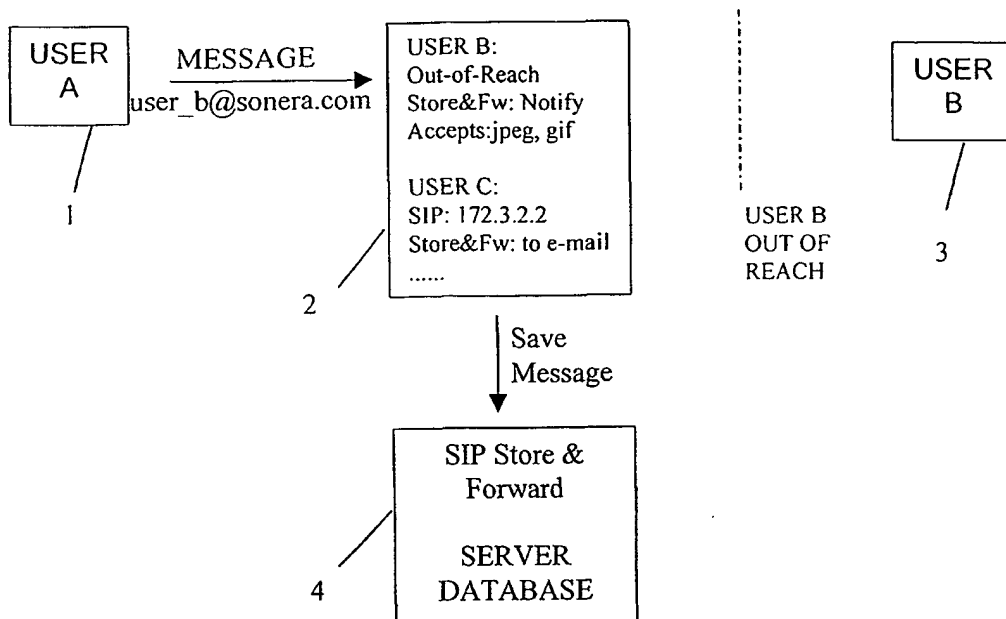 USER
A
MESSAGE
user_b@sonera.com
1
USER B:
Out-of-Reach
Store&Fw: Notify
Accepts:jpeg, gif
USER C:
SIP: 172.3.2.2
Store&Fw: to e-mail
......
2
USER B
OUT OF
REACH
USER
B
3
Save
Message
SIP Store &
Forward
SERVER
DATABASE
4